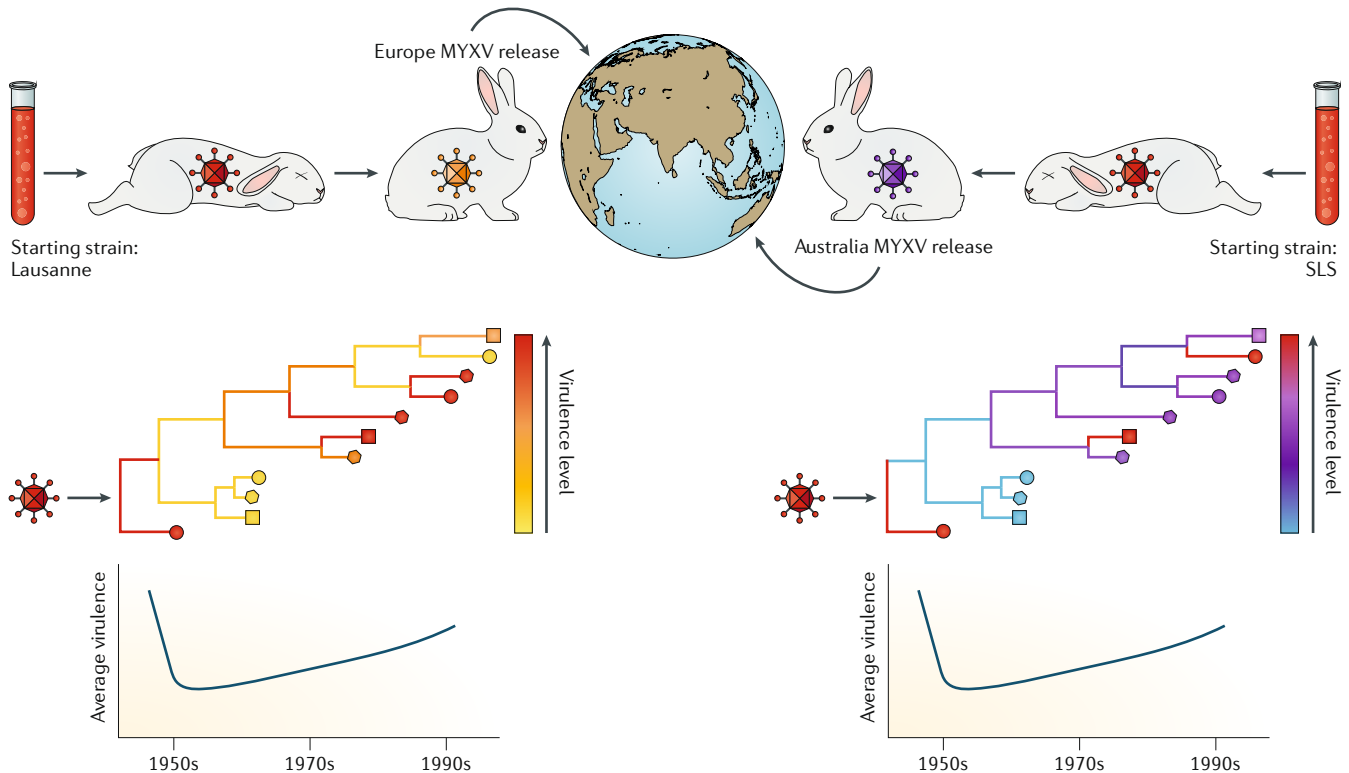 Europe MYXV release
Starting strain:
Lausanne
Australia MYXV release
Starting strain:
SLS
Virulence level
Virulence level
Average virulence
1950s
1970s
1990s
Average virulence
1950s
1970s
1990s